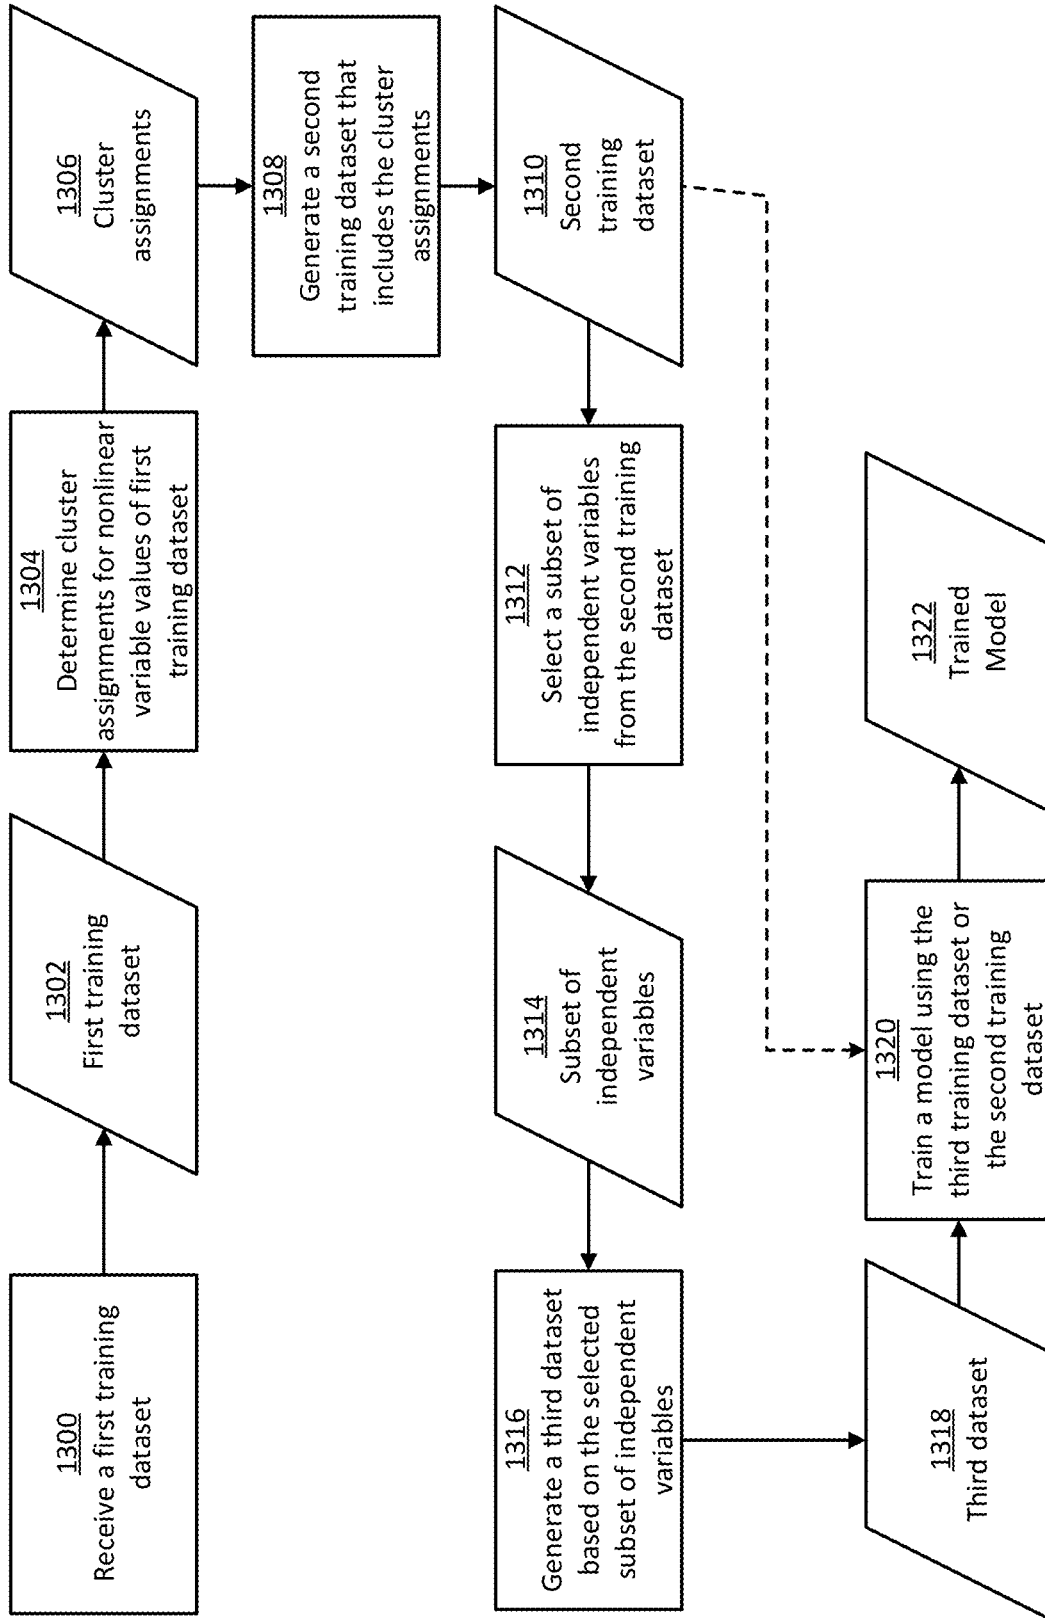 1300
Receive a first training
dataset
1302
First training
dataset
1304
Determine cluster
assignments for nonlinear
variable values of first
training dataset
1306
Cluster
assignments
1308
Generate a second
training dataset that
includes the cluster
assignments
1310
Second
training
dataset
1312
Select a subset of
independent variables
from the second training
dataset
1314
Subset of
independent
variables
1316
Generate a third dataset
based on the selected
subset of independent
variables
1318
Third dataset
1320
Train a model using the
third training dataset or
the second training
dataset
1322
Trained
Model